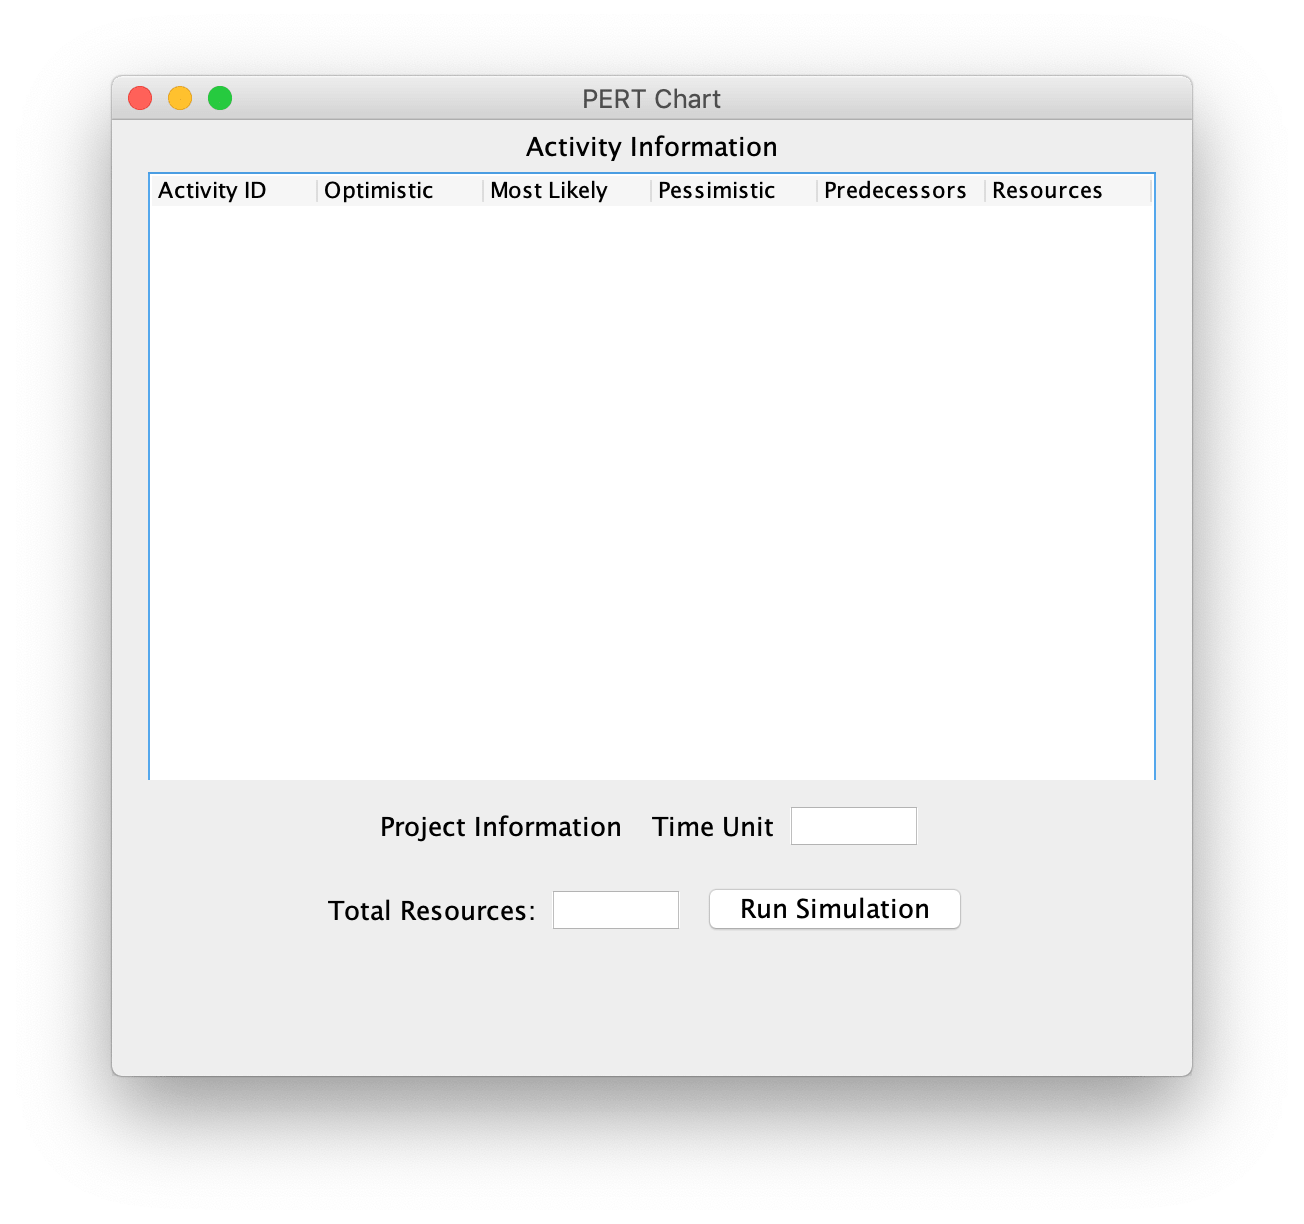 PERT Chart
Activity Information
Activity ID Optimistic Most Likely Pessimistic Predecessors Resources
Project Information Time Unit
Total Resources: Run Simulation